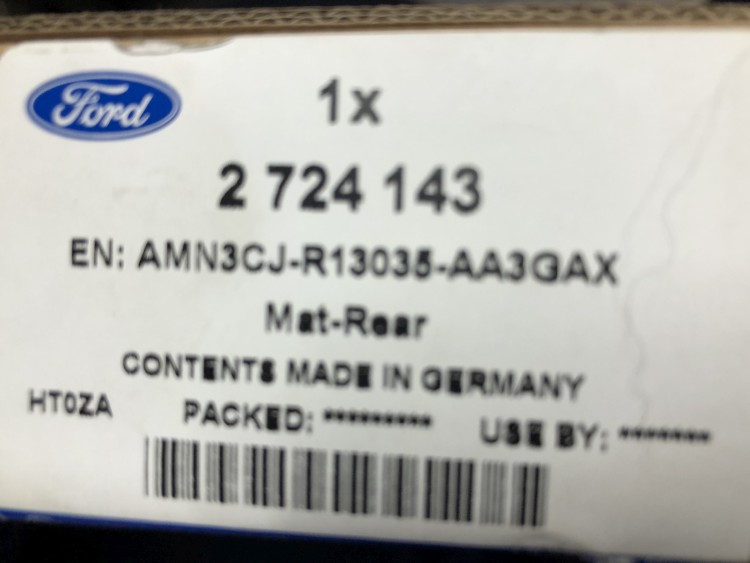 Ford
1x
2 724 143
EN: AMN3CJ-R13035-AA3GAX
Mat-Rear
CONTENTS MADE IN GERMANY
HT0ZA PACKED: ********* USE BY: ********